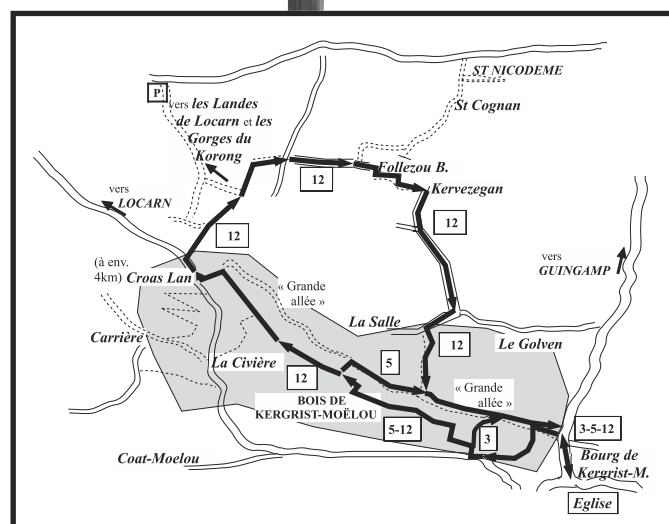 P
vers les Landes
de Locarn et les
Gorges du
Korong
ST NICODEME
St Cognan
Follezou B.
Kervezegan
12
12
vers
LOCARN
12
vers
GUINGAMP
(à env.
4km)
Croas Lan
« Grande
allée »
La Salle
12
Le Golven
Carrière
La Civière
5
« Grande
allée »
12
BOIS DE
KERGRIST-MOËLOU
5-12
3
3-5-12
Coat-Moelou
Bourg de
Kergrist-M.
Eglise